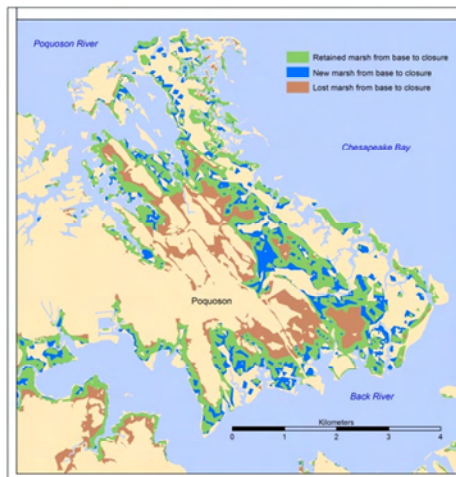 Poquoson River
Retained marsh from base to closure
New marsh from base to closure
Lost marsh from base to closure
Chesapeake Bay
Poquoson
Back River
Kilometers
0 1 2 3 4